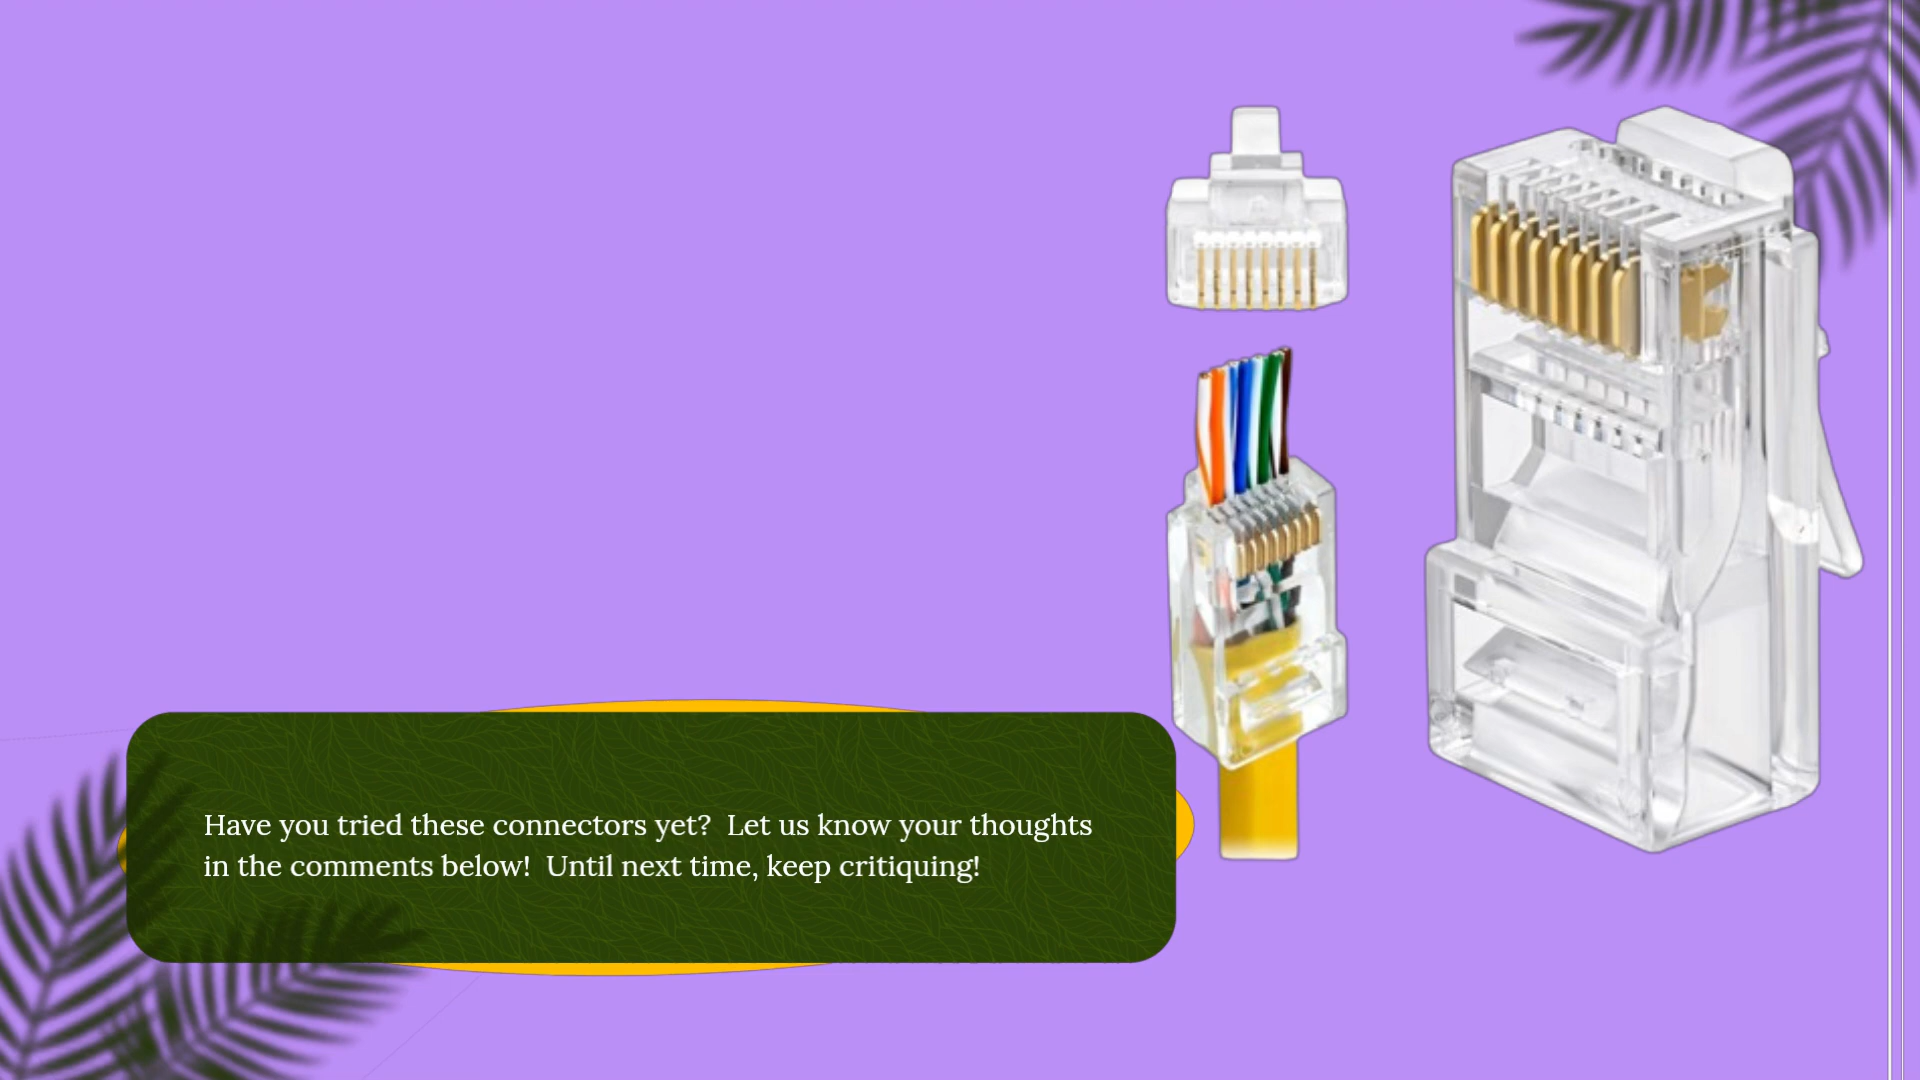 Have you tried these connectors yet?  Let us know your thoughts
in the comments below!  Until next time, keep critiquing!